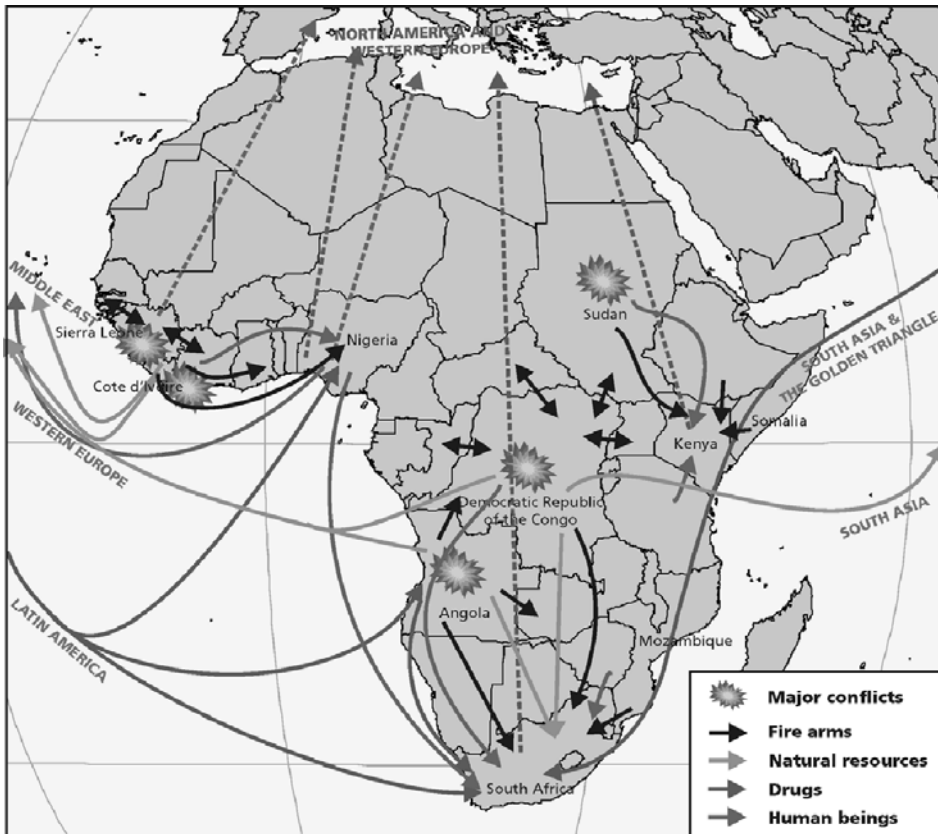 NORTH AMERICA AND
WESTERN EUROPE
MIDDLE EAST
Sierra Leone
Cote d'Ivoire
Nigeria
Sudan
SOUTH ASIA &
THE GOLDEN TRIANGLE
Somalia
Kenya
WESTERN EUROPE
Democratic Republic
of the Congo
SOUTH ASIA
LATIN AMERICA
Angola
Mozambique
South Africa
Major conflicts
Fire arms
Natural resources
Drugs
Human beings